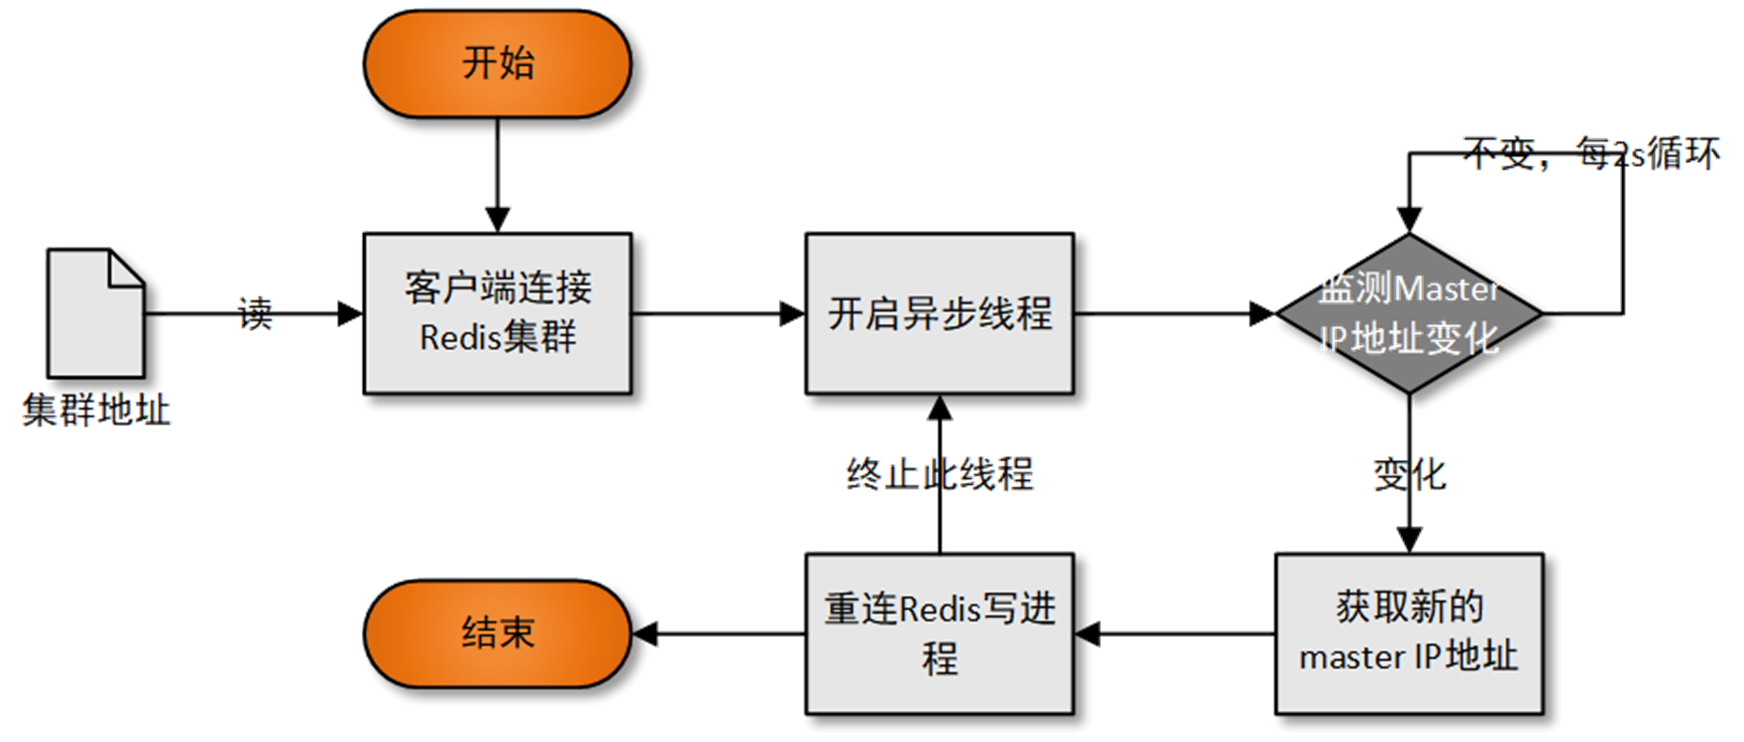 开始
不变，每2s循环
客户端连接
Redis集群
读
集群地址
开启异步线程
监测Master
IP地址变化
终止此线程
变化
结束
重连Redis写进
程
获取新的
master IP地址